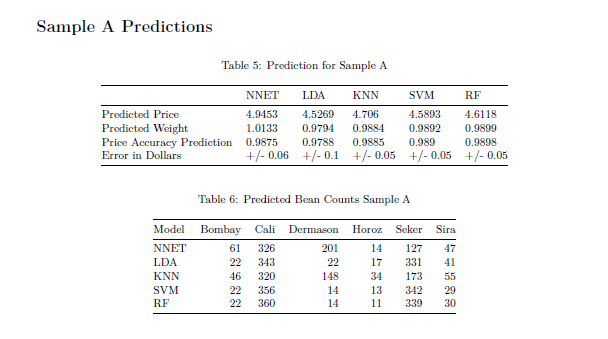 Sample A Predictions
Table 5: Prediction for Sample A
NNET LDA KNN SVM RF
Predicted Price 4.9453 4.5269 4.706 4.5893 4.6118
Predicted Weight 1.0133 0.9794 0.9884 0.9892 0.9899
Price Accuracy Prediction 0.9875 0.9788 0.9885 0.989 0.9898
Error in Dollars +/- 0.06 +/- 0.1 +/- 0.05 +/- 0.05 +/- 0.05
Table 6: Predicted Bean Counts Sample A
Model Bombay Cali Dermason Horoz Seker Sira
NNET 61 326 201 14 127 47
LDA 22 343 22 17 331 41
KNN 46 320 148 34 173 55
SVM 22 356 14 13 342 29
RF 22 360 14 11 339 30